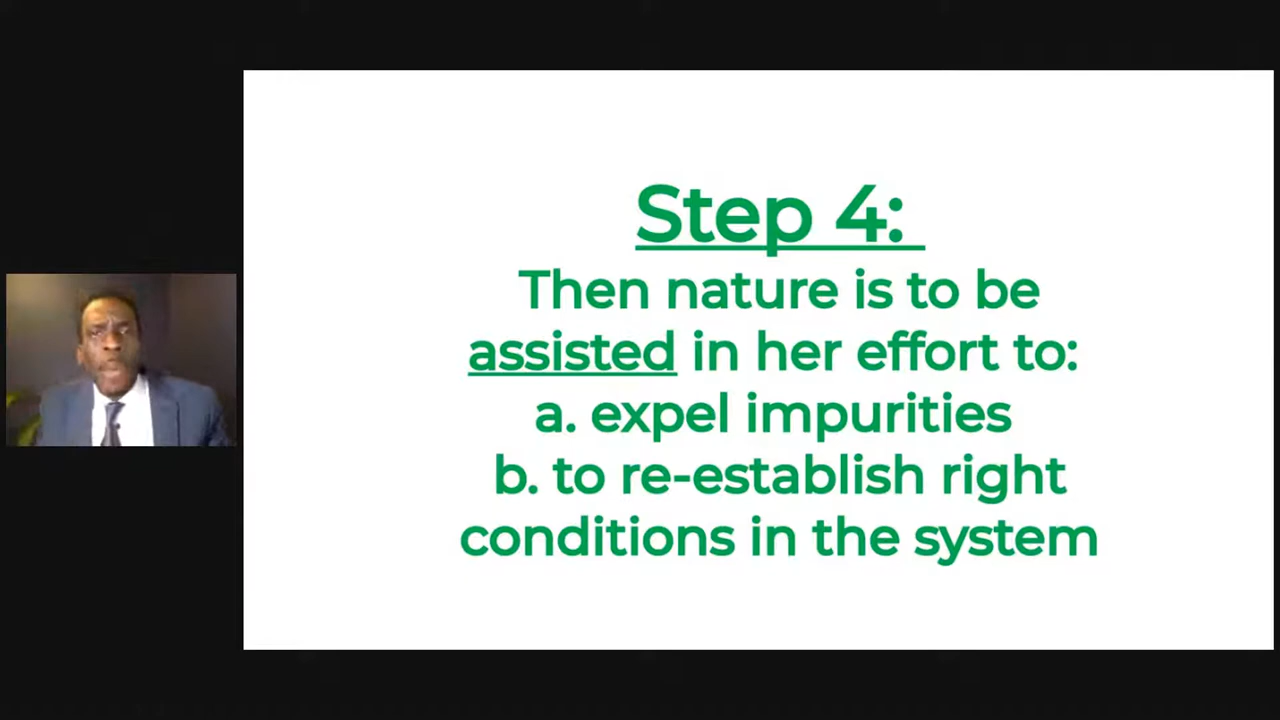 Step 4:
Then nature is to be
assisted in her effort to:
a. expel impurities
b. to re-establish right
conditions in the system